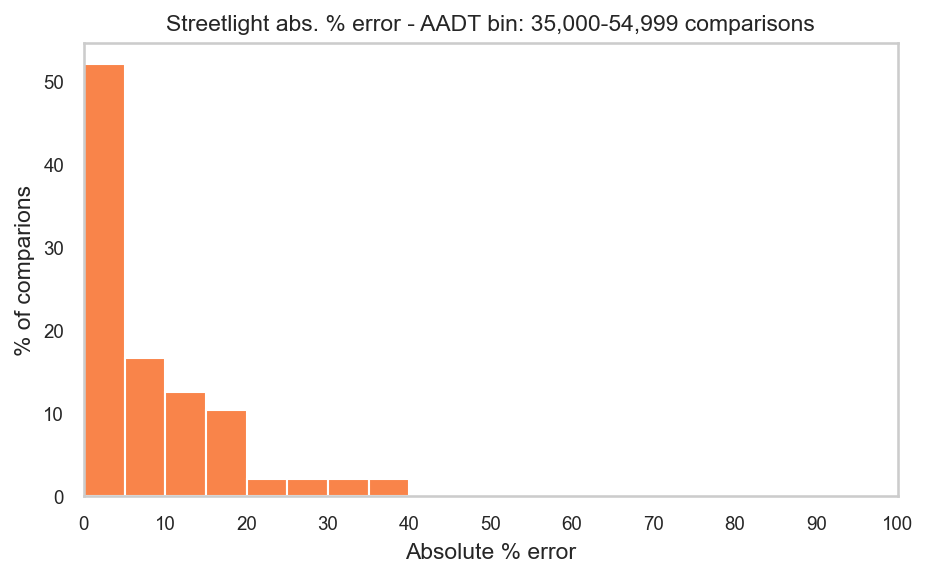 Streetlight abs. % error - AADT bin: 35,000-54,999 comparisons
% of comparions
50
40
30
20
10
0
0 10 20 30 40 50 60 70 80 90 100
Absolute % error